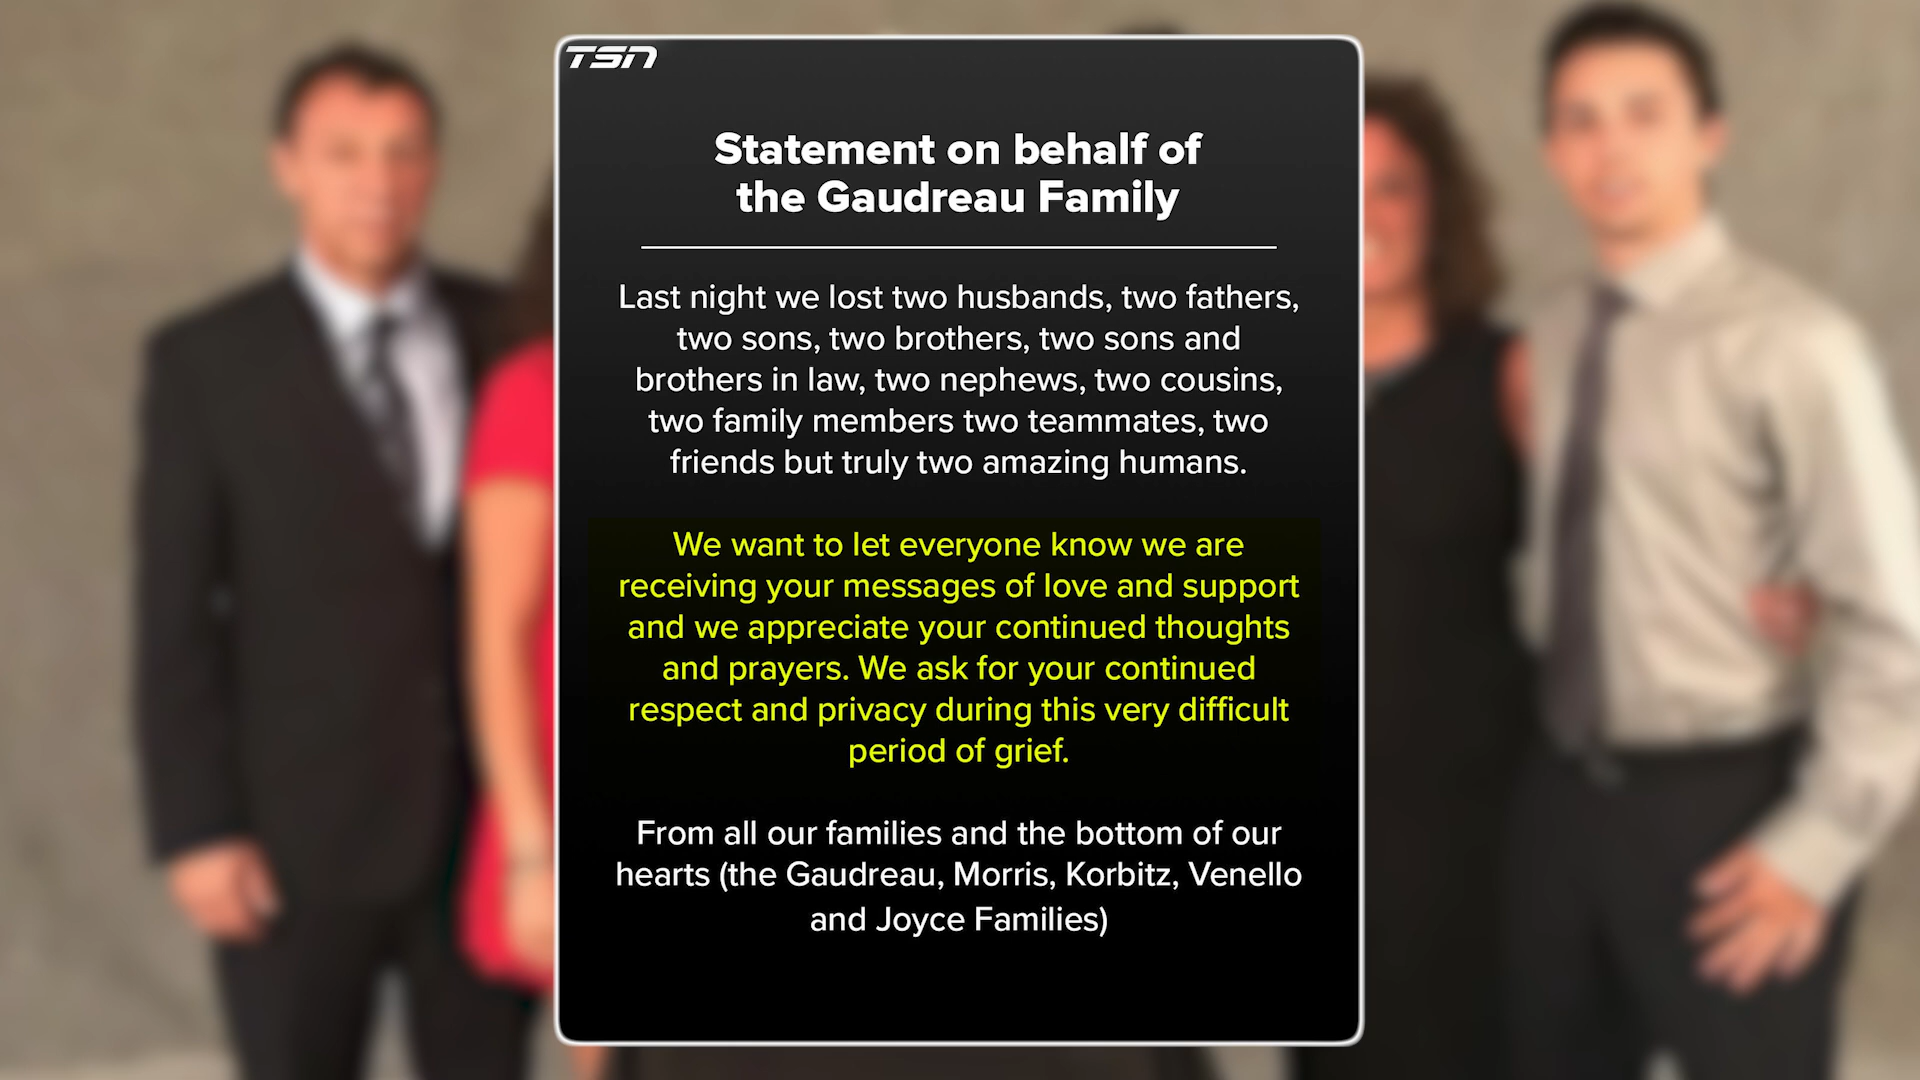 TSN
Statement on behalf of
the Gaudreau Family
Last night we lost two husbands, two fathers,
two sons, two brothers, two sons and
brothers in law, two nephews, two cousins,
two family members two teammates, two
friends but truly two amazing humans.
We want to let everyone know we are
receiving your messages of love and support
and we appreciate your continued thoughts
and prayers. We ask for your continued
respect and privacy during this very difficult
period of grief.
From all our families and the bottom of our
hearts (the Gaudreau, Morris, Korbitz, Venello
and Joyce Families)